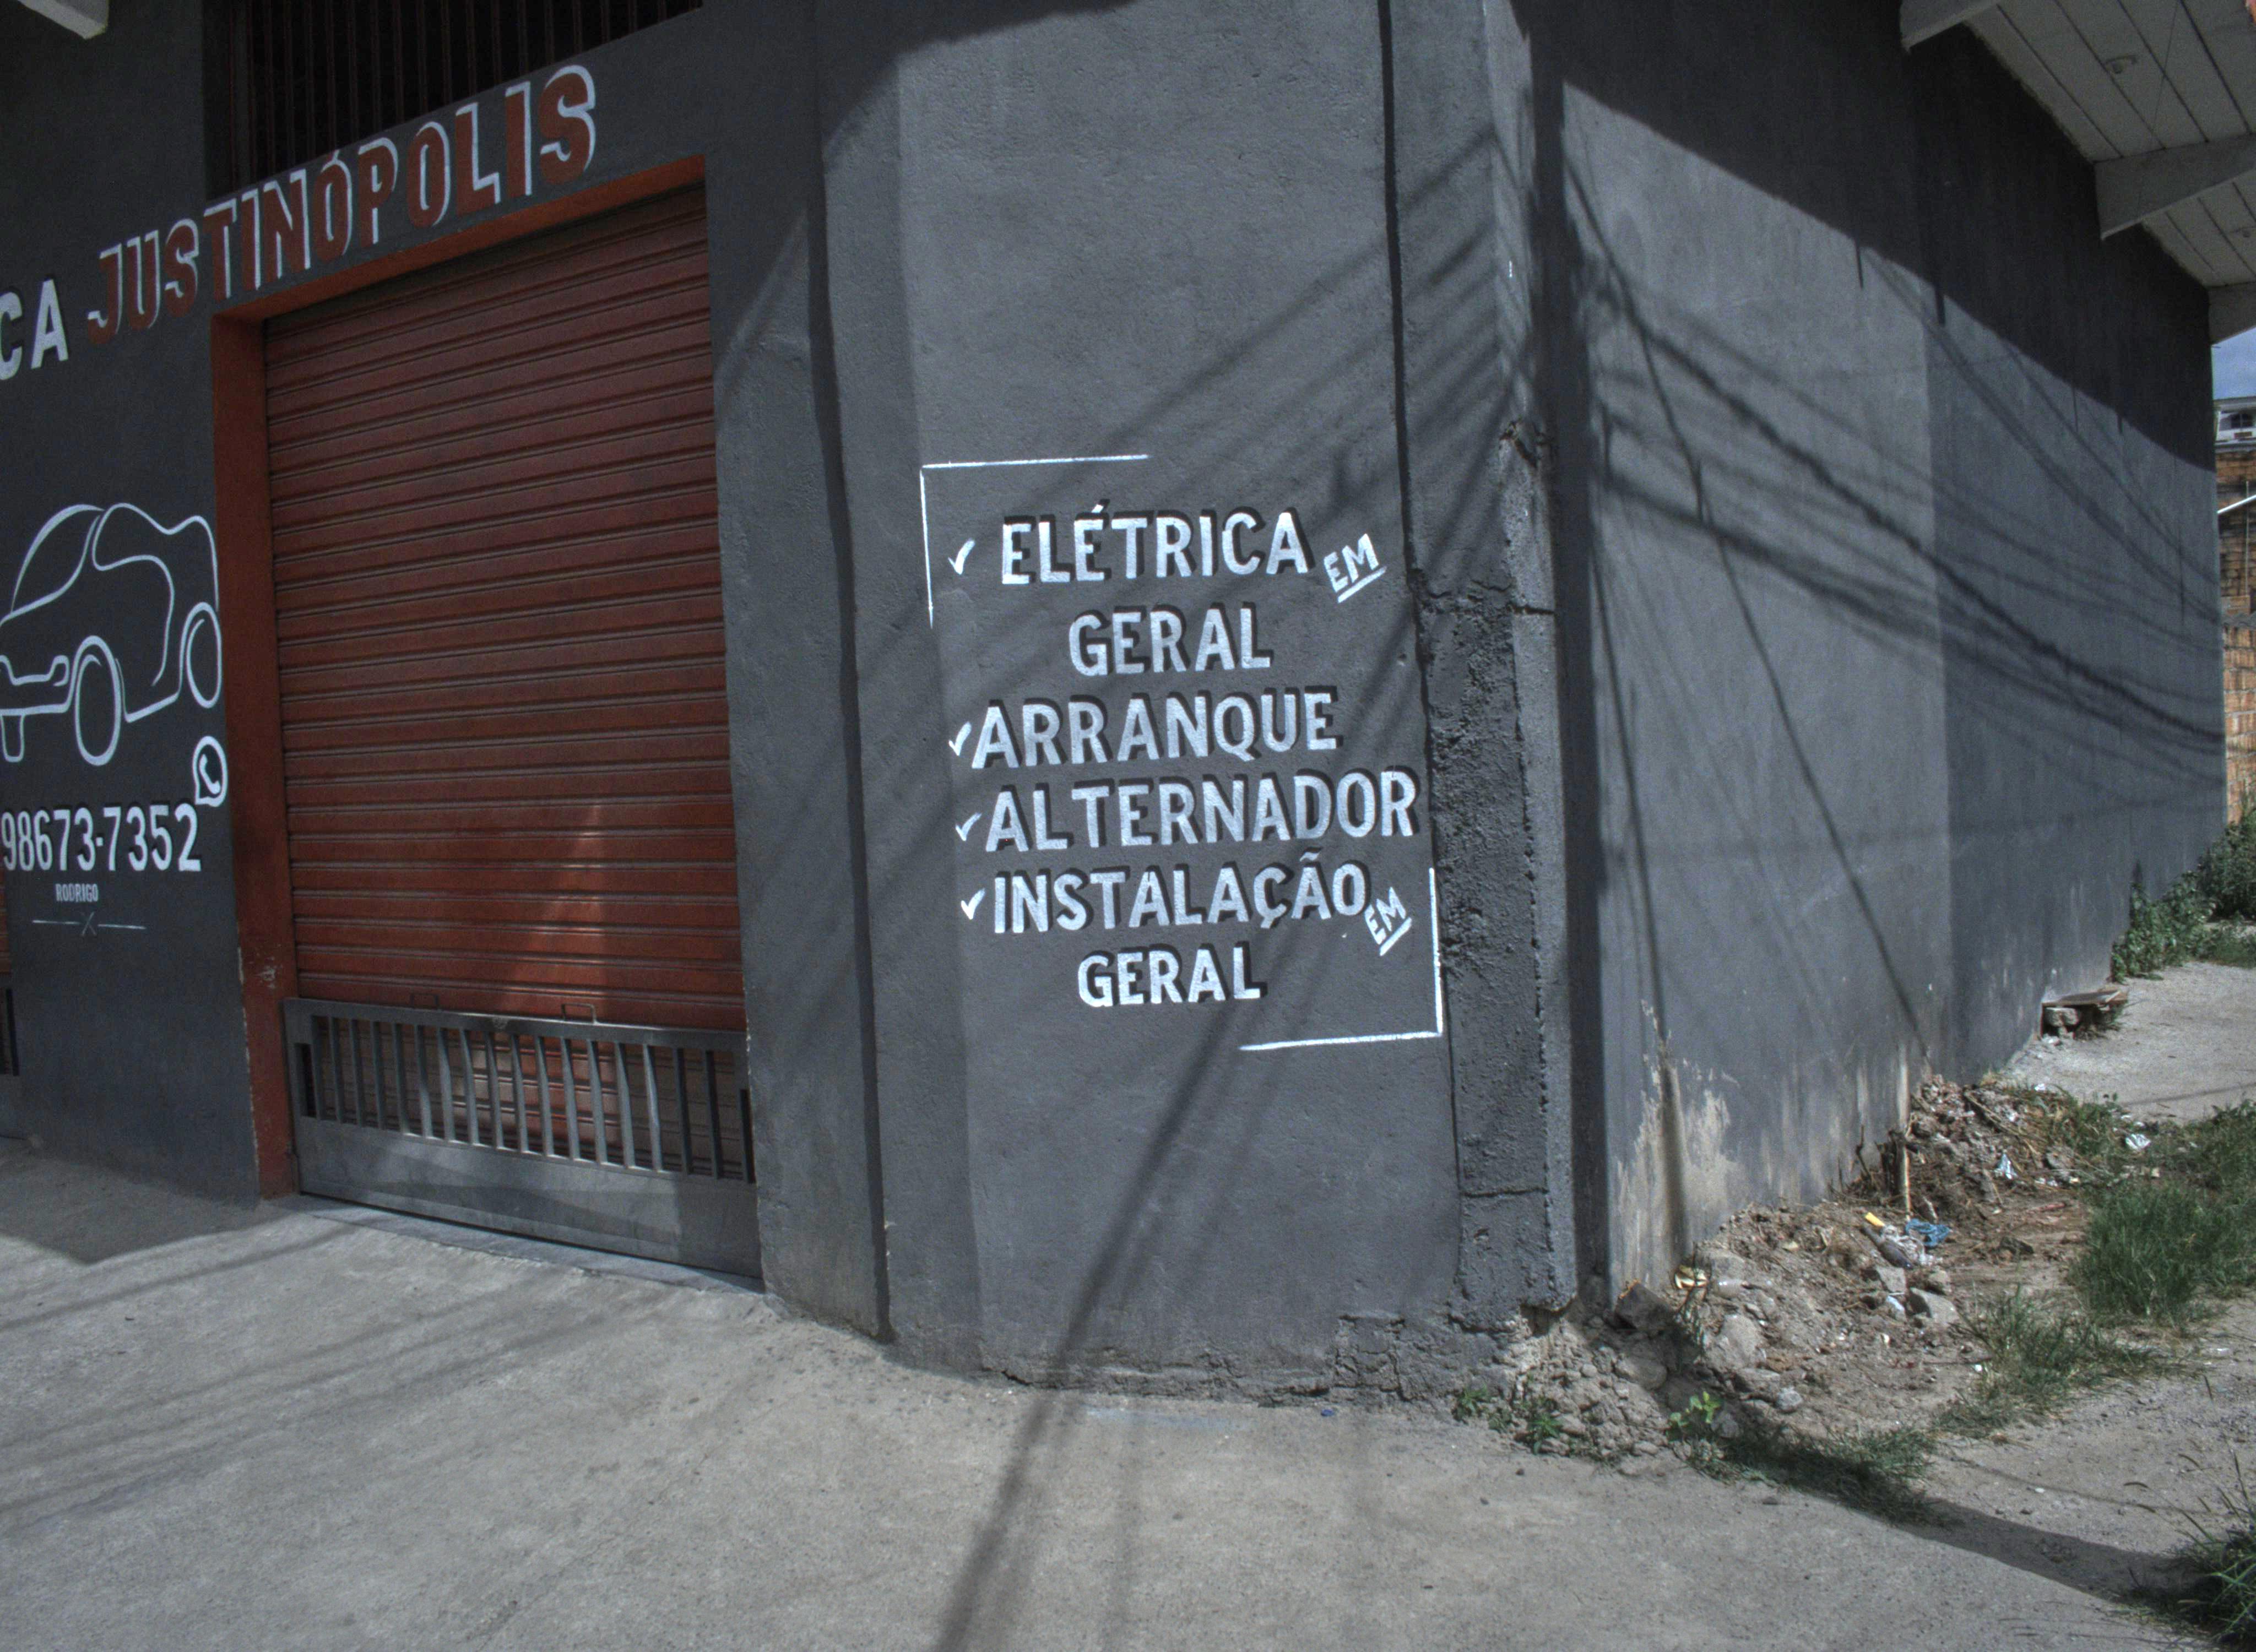 CA JUSTINÓPOLIS
98673-7352
RODRIGO
ELÉTRICA EM
GERAL
ARRANQUE
ALTERNADOR
INSTALAÇÃO EM
GERAL